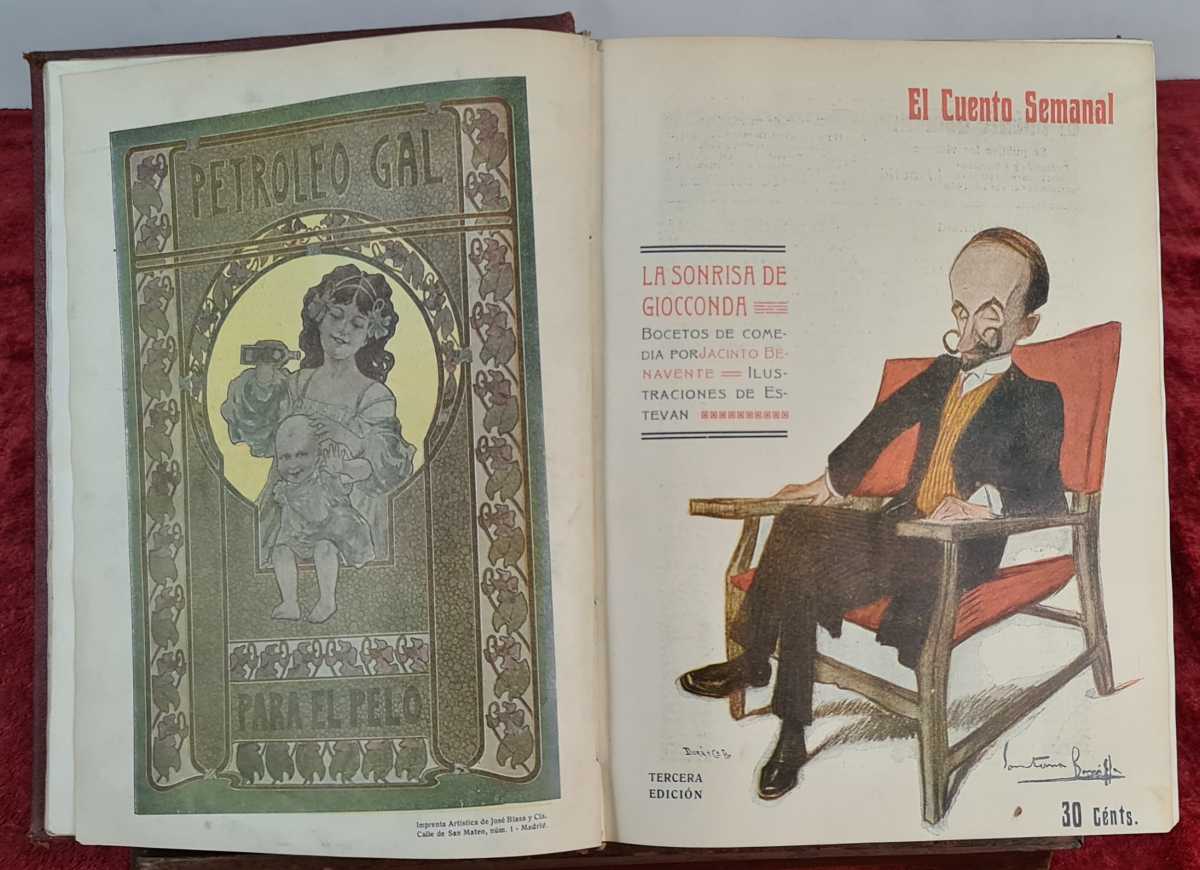 PETROLEO GAL
PARA EL PELO
Imprenta Artística de José Blass y Cía.
Calle de San Mateo, núm. 1 - Madrid.
El Cuento Semanal
LA SONRISA DE
GIOCCONDA
BOCETOS DE COME-
DIA POR JACINTO BE-
NAVENTE = ILUS-
TRACIONES DE ES-
TEVAN
TERCERA
EDICIÓN
30 Cénts.